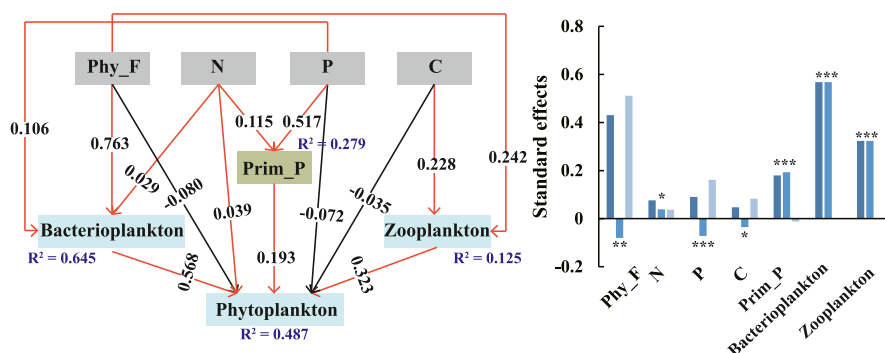 Phy_F
N
P
C
0.106
0.763
0.115
0.517
R² = 0.279
0.242
Prim_P
0.228
0.029
-0.080
0.039
-0.072
-0.035
Bacterioplankton
Zooplankton
R² = 0.645
R² = 0.125
0.568
0.193
0.323
Phytoplankton
R² = 0.487
Standard effects
0.8
0.6
0.4
0.2
0
-0.2
**
*
***
*
***
***
***
Phy_F
N
P
C
Prim_P
Bacterioplankton
Zooplankton